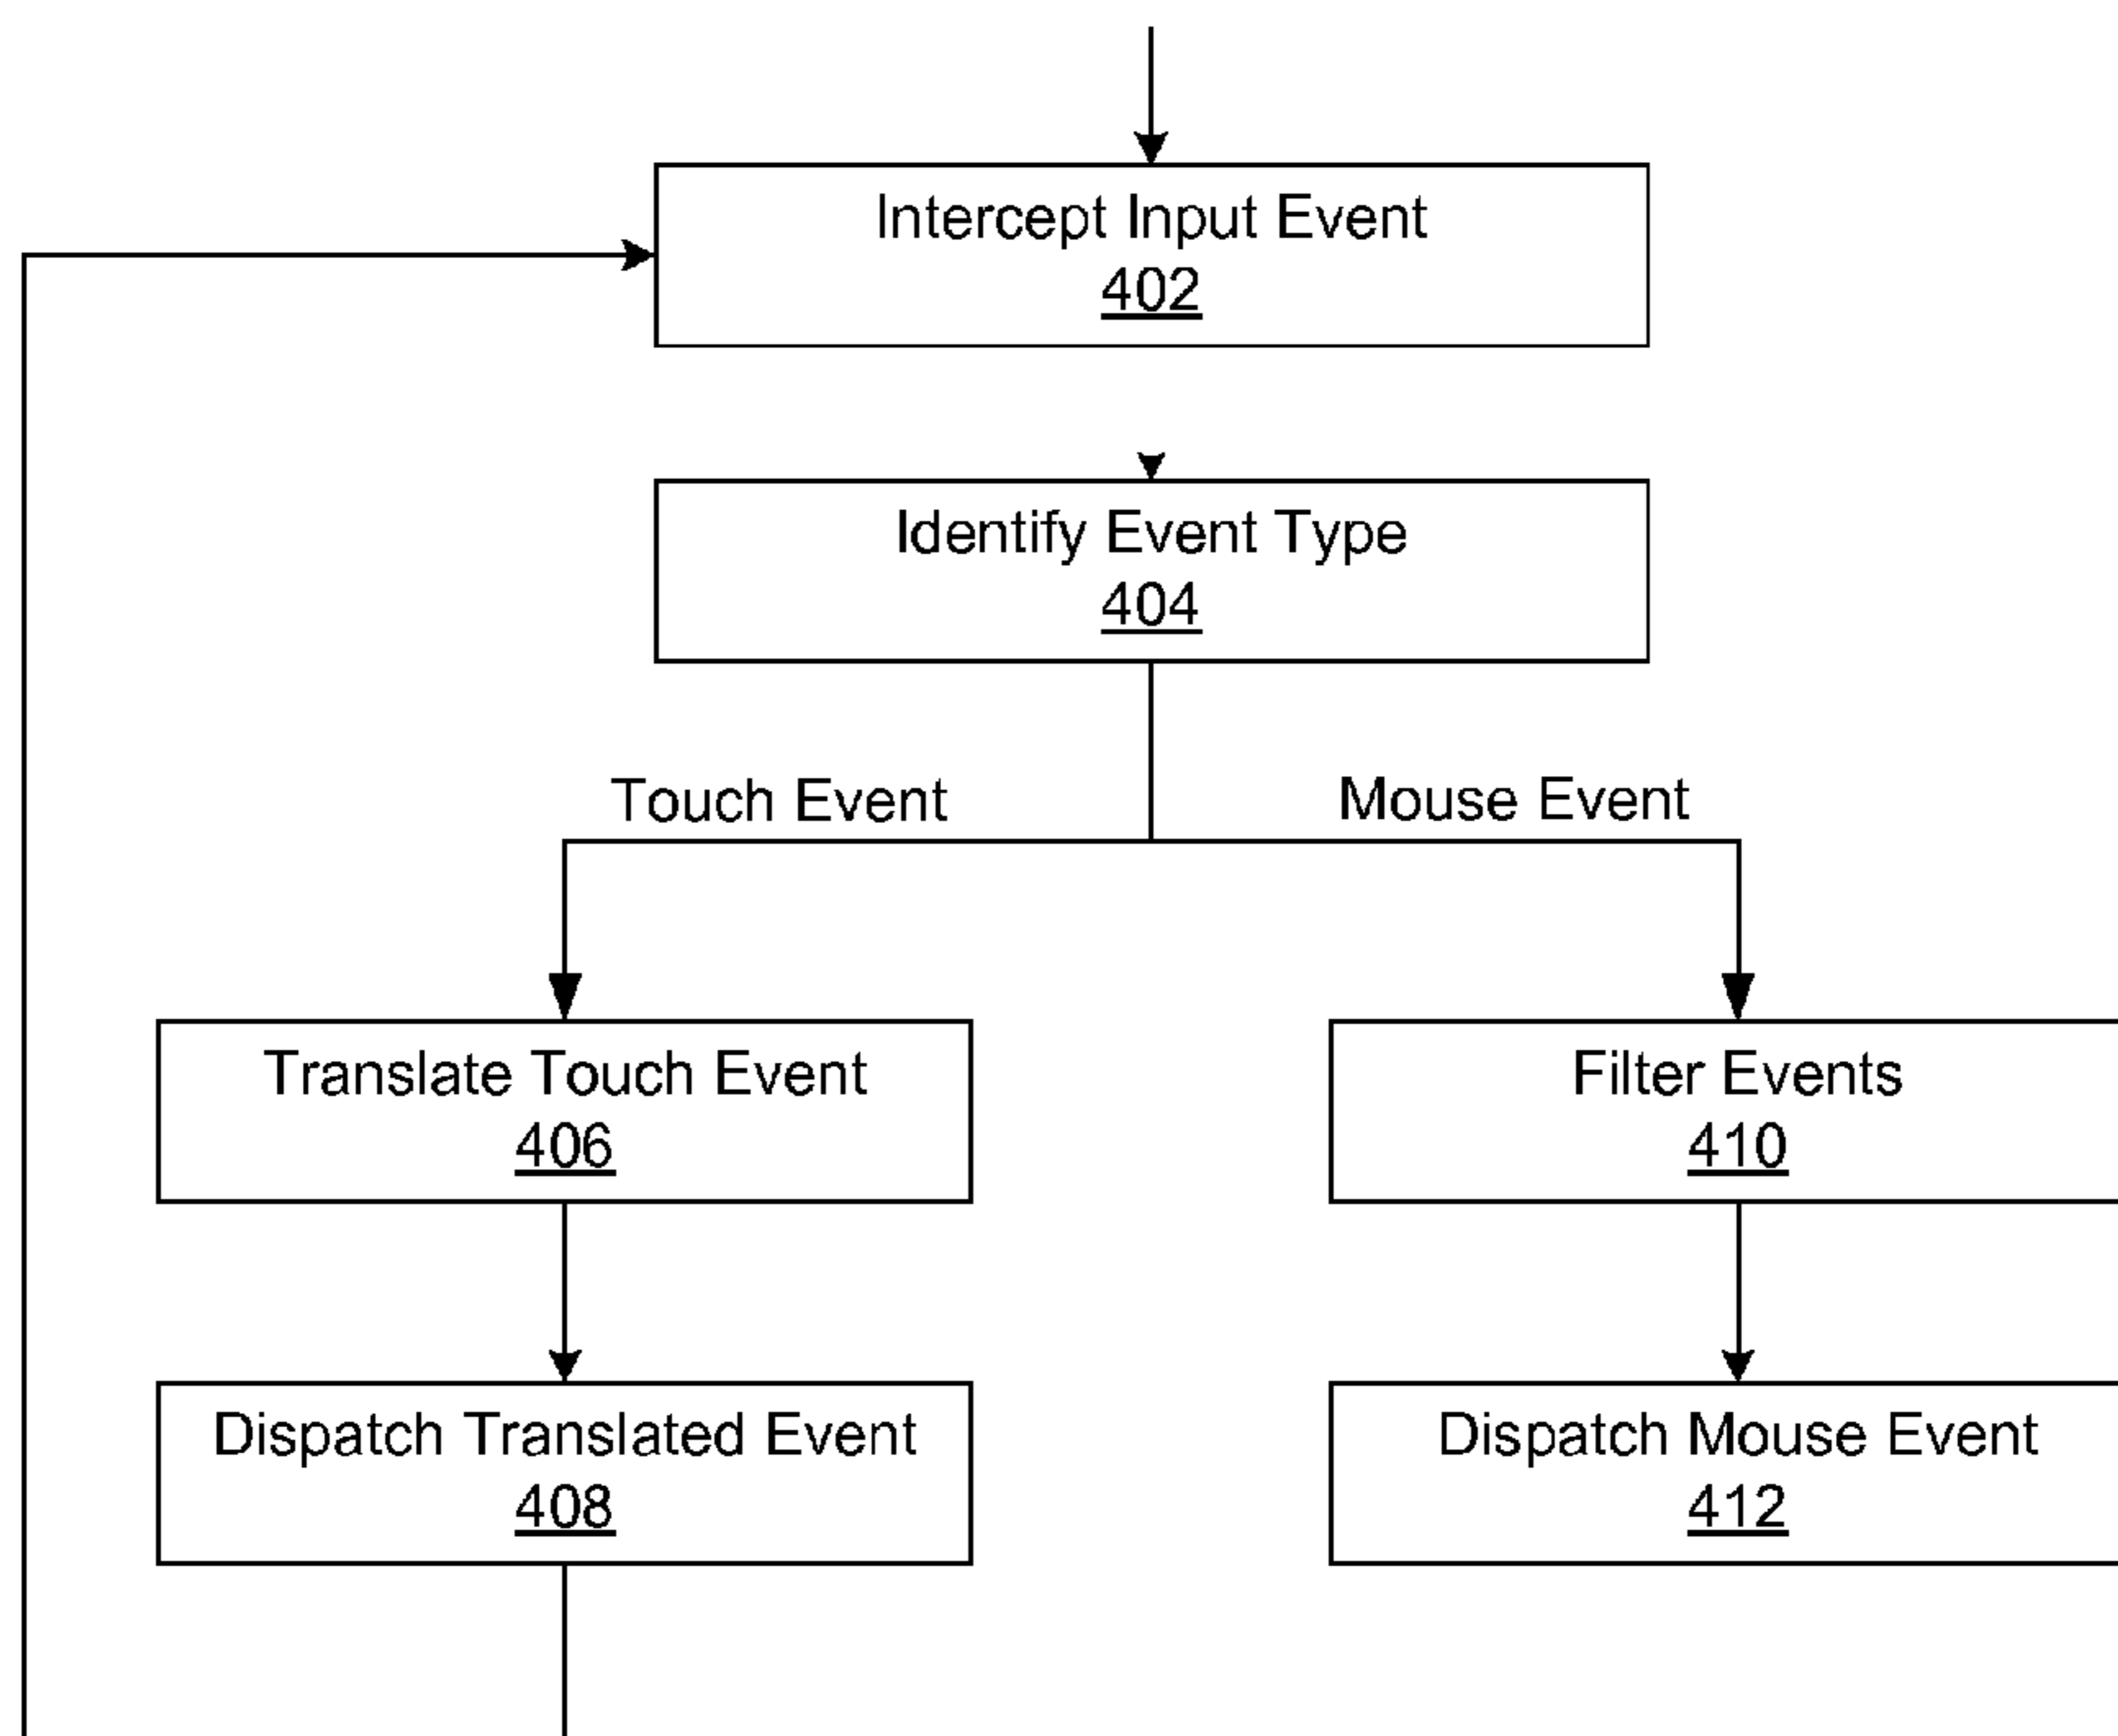 Intercept Input Event
402
Identify Event Type
404
Touch Event
Mouse Event
Translate Touch Event
406
Filter Events
410
Dispatch Translated Event
408
Dispatch Mouse Event
412